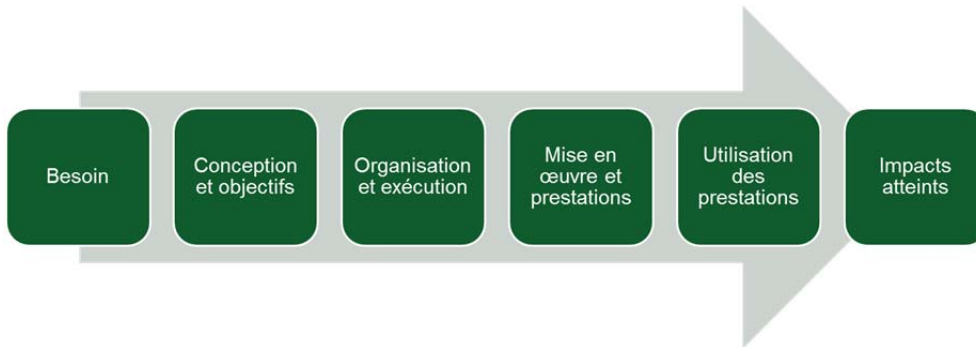 Besoin
Conception
et objectifs
Organisation
et exécution
Mise en
œuvre et
prestations
Utilisation
des
prestations
Impacts
atteints